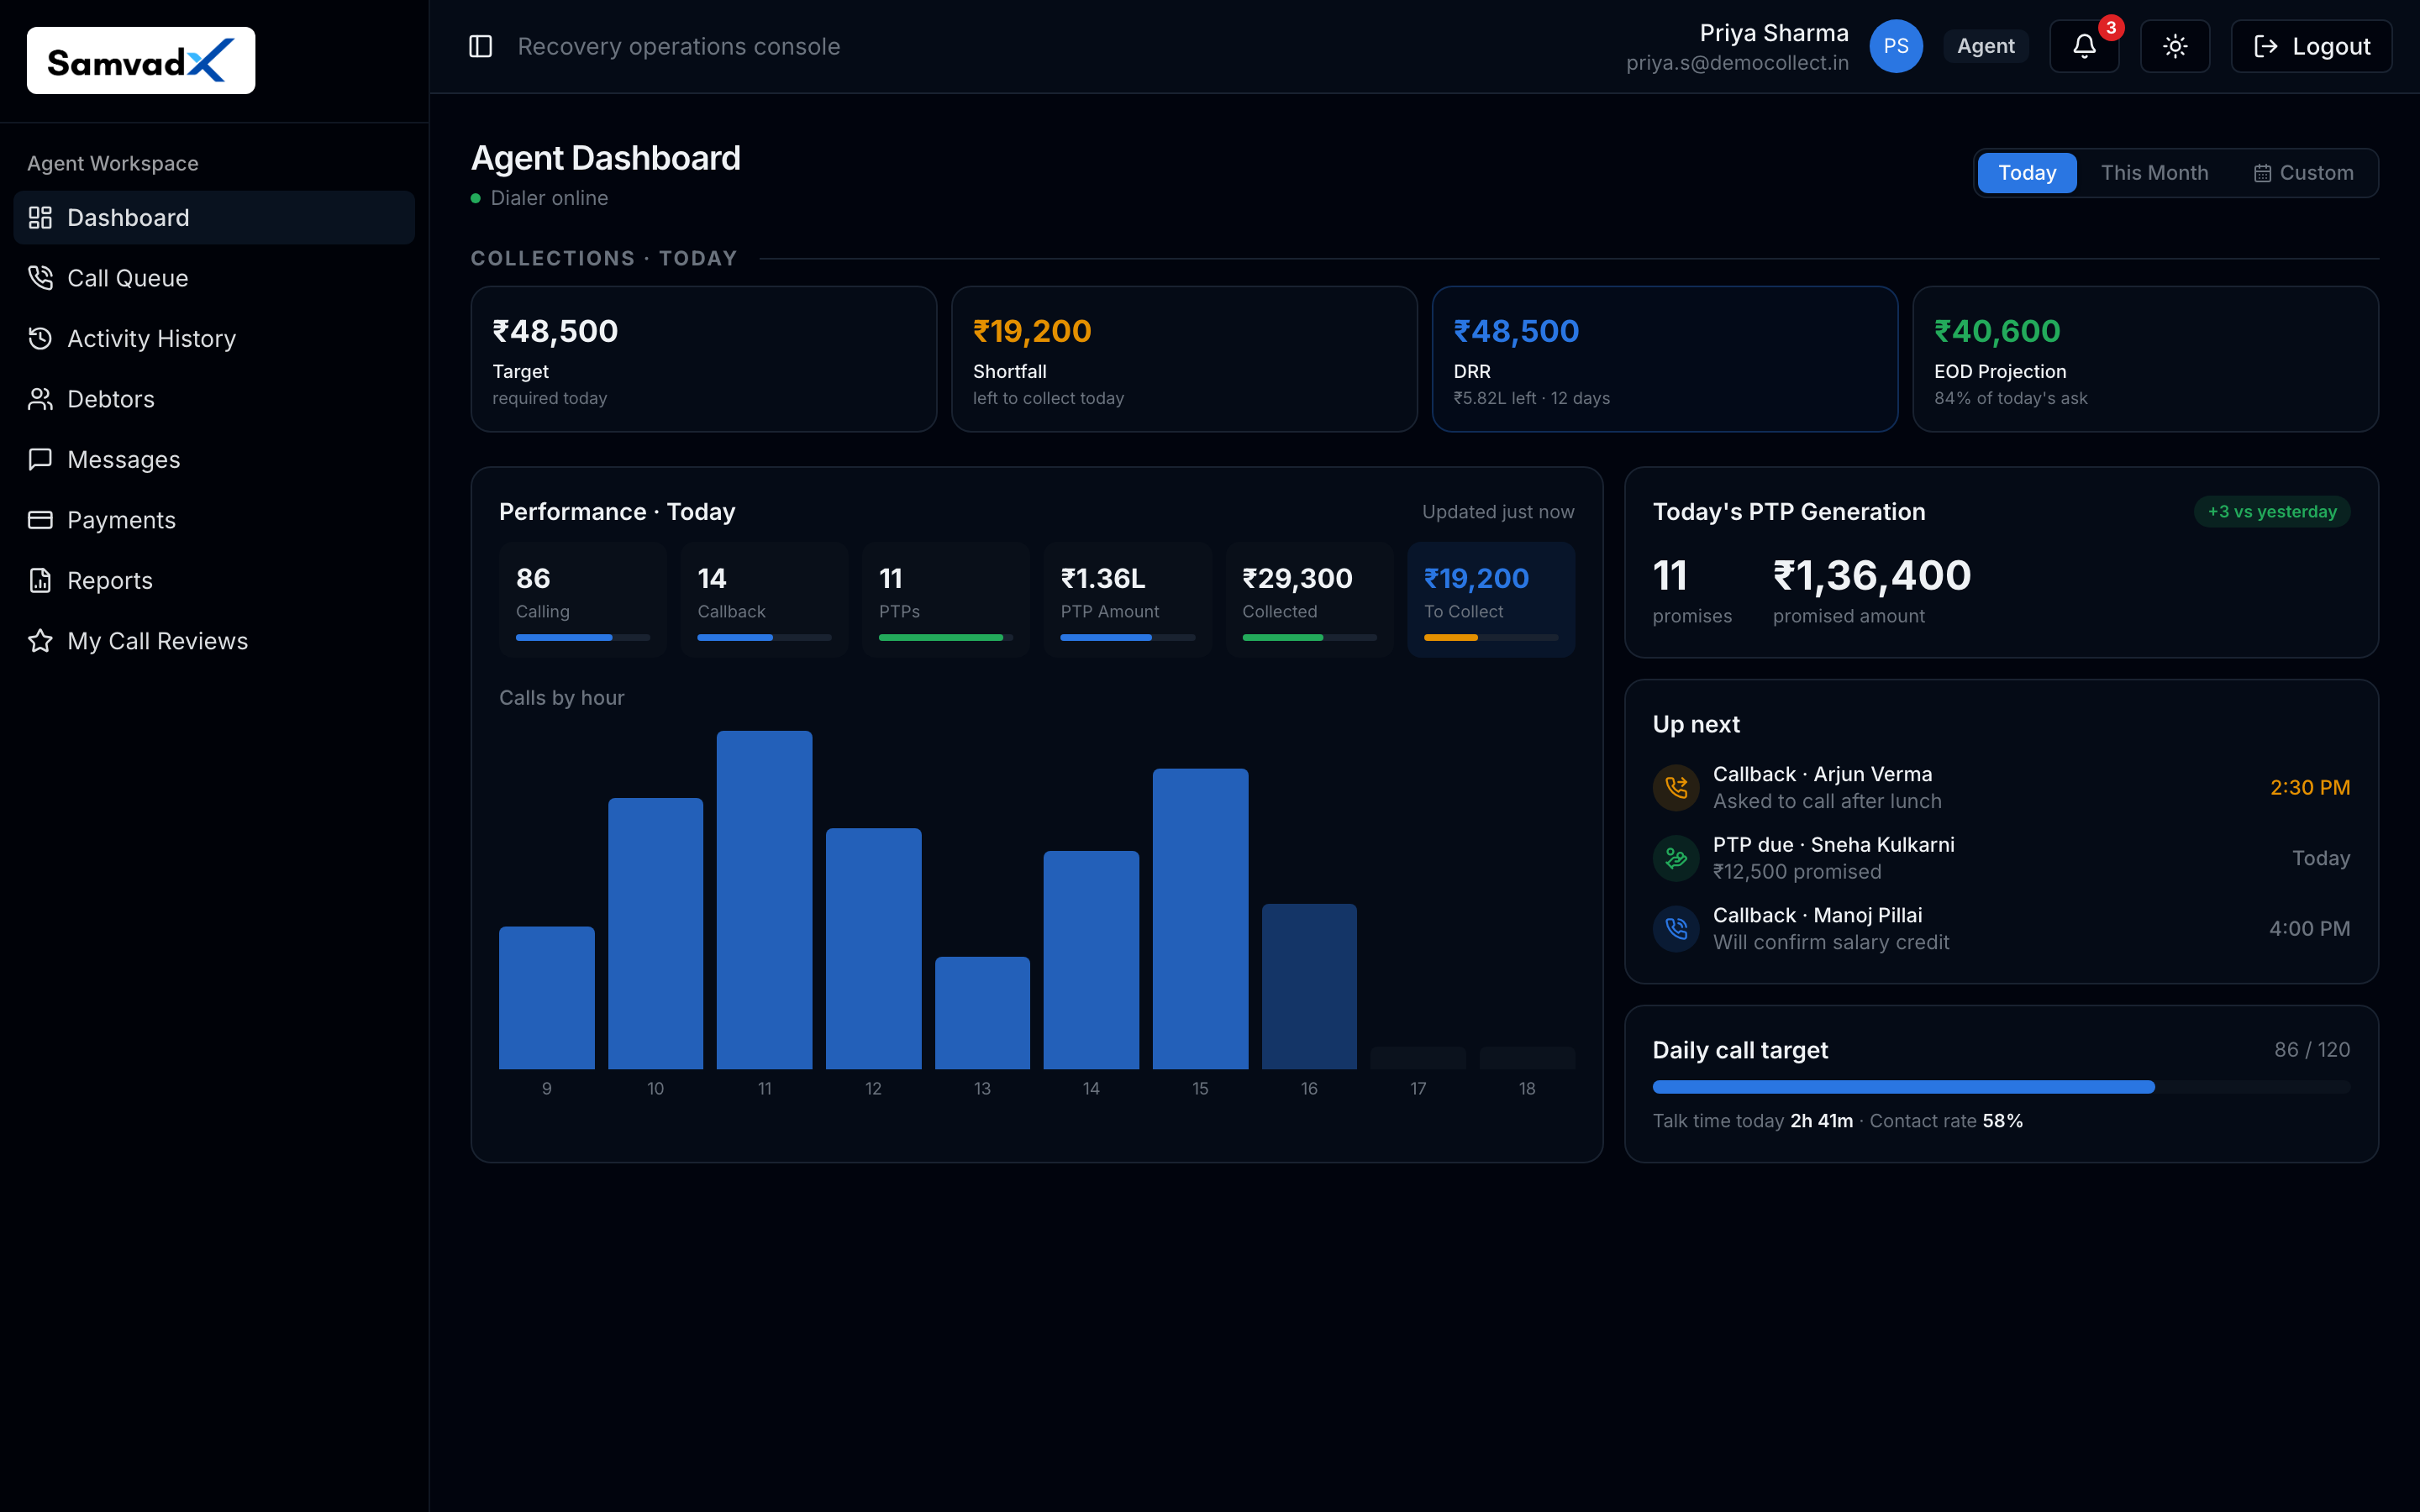 SamvadX
Agent Workspace
Dashboard
Call Queue
Activity History
Debtors
Messages
Payments
Reports
My Call Reviews
Recovery operations console
Priya Sharma
priya.s@democollect.in
PS
Agent
3
Logout
Agent Dashboard
Dialer online
Today
This Month
Custom
COLLECTIONS · TODAY
₹48,500
Target
required today
₹19,200
Shortfall
left to collect today
₹48,500
DRR
₹5.82L left · 12 days
₹40,600
EOD Projection
84% of today's ask
Performance · Today
Updated just now
86
Calling
14
Callback
11
PTPs
₹1.36L
PTP Amount
₹29,300
Collected
₹19,200
To Collect
Calls by hour
9 10 11 12 13 14 15 16 17 18
Today's PTP Generation
+3 vs yesterday
11
promises
₹1,36,400
promised amount
Up next
Callback · Arjun Verma
Asked to call after lunch
2:30 PM
PTP due · Sneha Kulkarni
₹12,500 promised
Today
Callback · Manoj Pillai
Will confirm salary credit
4:00 PM
Daily call target
86 / 120
Talk time today 2h 41m · Contact rate 58%